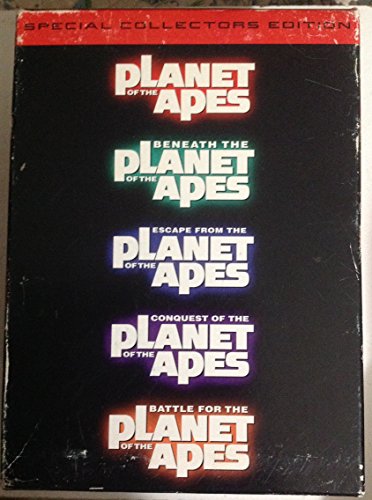 SPECIAL COLLECTORS EDITION
PLANET
OF THE APES
BENEATH THE
PLANET
OF THE APES
ESCAPE FROM THE
PLANET
OF THE APES
CONQUEST OF THE
PLANET
OF THE APES
BATTLE FOR THE
PLANET
OF THE APES